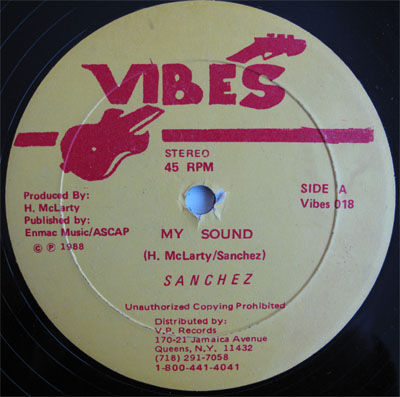 VIBES
STEREO
45 RPM
Produced By:
H. McLarty
Published by:
Enmac Music/ASCAP
© ℗ 1988
SIDE A
Vibes 018
MY SOUND
(H. McLarty/Sanchez)
SANCHEZ
Unauthorized Copying Prohibited
Distributed by:
V.P. Records
170-21 Jamaica Avenue
Queens, N.Y. 11432
(718) 291-7058
1-800-441-4041